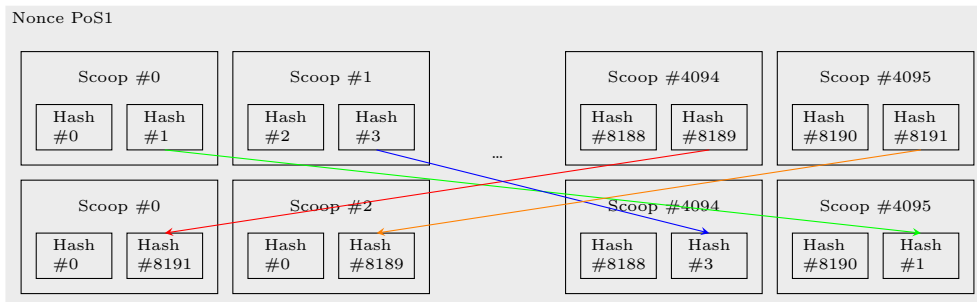 Nonce PoS1
Scoop #0
Scoop #1
Scoop #4094
Scoop #4095
Hash
#0
Hash
#1
Hash
#2
Hash
#3
Hash
#8188
Hash
#8189
Hash
#8190
Hash
#8191
...
Scoop #0
Scoop #2
Scoop #4094
Scoop #4095
Hash
#0
Hash
#8191
Hash
#0
Hash
#8189
Hash
#8188
Hash
#3
Hash
#8190
Hash
#1